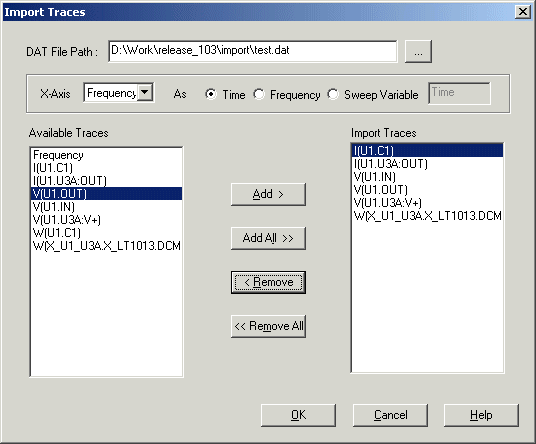 Import Traces
DAT File Path :
D:\Work\release_103\import\test.dat
...
X-Axis
Frequency
As
Time
Frequency
Sweep Variable
Time
Available Traces
Frequency
I(U1.C1)
I(U1.U3A:OUT)
V(U1.OUT)
V(U1.IN)
V(U1.U3A:V+)
W(U1.C1)
W(X_U1_U3A.X_LT1013.DCM
Add >
Add All >>
< Remove
<< Remove All
Import Traces
I(U1.C1)
I(U1.U3A:OUT)
V(U1.IN)
V(U1.OUT)
V(U1.U3A:V+)
W(X_U1_U3A.X_LT1013.DCM
OK
Cancel
Help